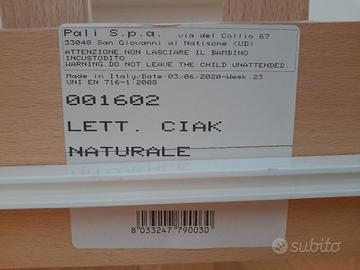 Pali S.p.a. via del Collio 67
33048 San Giovanni al Natisone (UD)
ATTENZIONE.NON LASCIARE IL BAMBINO
INCUSTODITO
WARNING.DO NOT LEAVE THE CHILD UNATTENDED.
Made in Italy-Date:03/06/2020-Week.23
UNI EN 716-1:2008
001602
LETT. CIAK
NATURALE
8 033247 790030
subito